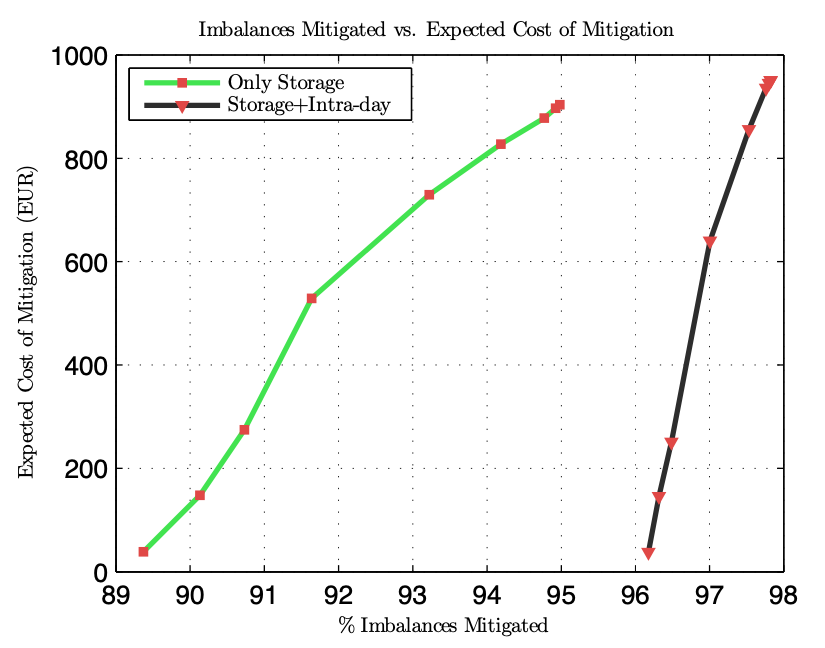 Imbalances Mitigated vs. Expected Cost of Mitigation
1000
800
600
400
200
0
Expected Cost of Mitigation (EUR)
Only Storage
Storage+Intra-day
89 90 91 92 93 94 95 96 97 98
% Imbalances Mitigated